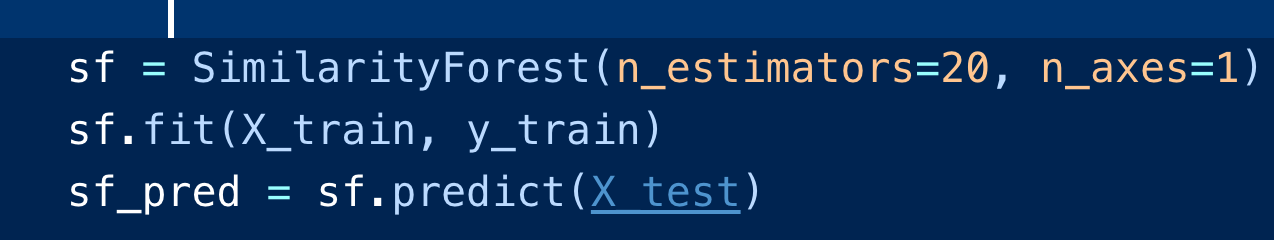 sf = SimilarityForest(n_estimators=20, n_axes=1)
sf.fit(X_train, y_train)
sf_pred = sf.predict(X_test)